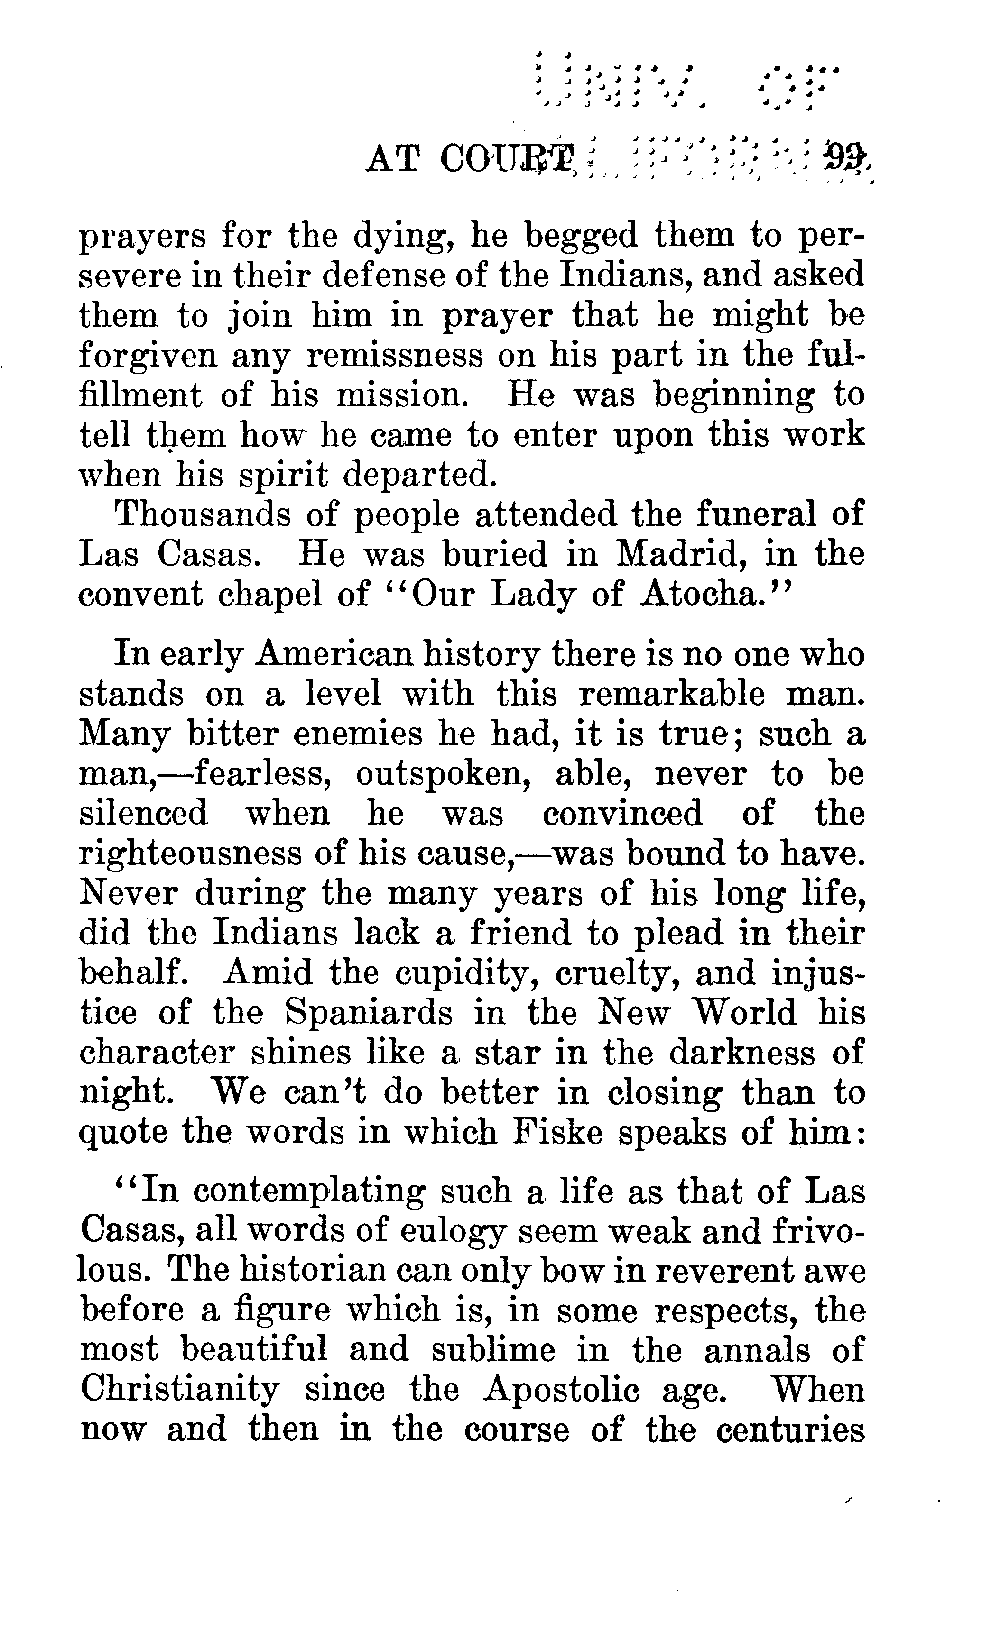 UNIV. OF
AT COURT 99
prayers for the dying, he begged them to per-
severe in their defense of the Indians, and asked
them to join him in prayer that he might be
forgiven any remissness on his part in the ful-
fillment of his mission. He was beginning to
tell them how he came to enter upon this work
when his spirit departed.
Thousands of people attended the funeral of
Las Casas. He was buried in Madrid, in the
convent chapel of "Our Lady of Atocha."
In early American history there is no one who
stands on a level with this remarkable man.
Many bitter enemies he had, it is true; such a
man,—fearless, outspoken, able, never to be
silenced when he was convinced of the
righteousness of his cause,—was bound to have.
Never during the many years of his long life,
did the Indians lack a friend to plead in their
behalf. Amid the cupidity, cruelty, and injus-
tice of the Spaniards in the New World his
character shines like a star in the darkness of
night. We can't do better in closing than to
quote the words in which Fiske speaks of him:
"In contemplating such a life as that of Las
Casas, all words of eulogy seem weak and frivo-
lous. The historian can only bow in reverent awe
before a figure which is, in some respects, the
most beautiful and sublime in the annals of
Christianity since the Apostolic age. When
now and then in the course of the centuries